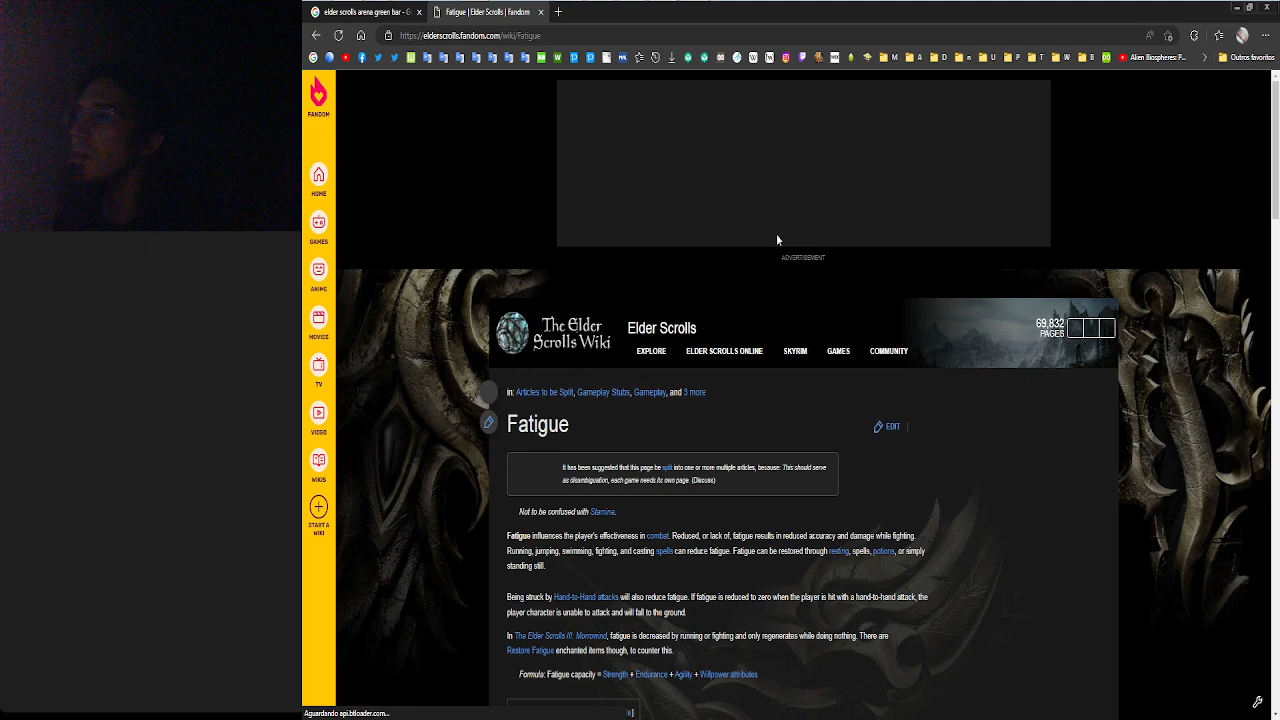 elder scrolls arena green bar - G
Fatigue | Elder Scrolls | Fandom
https://elderscrolls.fandom.com/wiki/Fatigue
M
A
D
n
U
P
T
W
B
Alien Biospheres: P...
Outros favoritos
FANDOM
HOME
GAMES
ANIME
MOVIES
TV
VIDEO
WIKIS
START A
WIKI
ADVERTISEMENT
The Elder
Scrolls Wiki
Elder Scrolls
69,832
PAGES
EXPLORE ELDER SCROLLS ONLINE SKYRIM GAMES COMMUNITY
in: Articles to be Split, Gameplay Stubs, Gameplay, and 3 more
Fatigue
EDIT
It has been suggested that this page be split into one or more multiple articles, because: This should serve
as disambiguation, each game needs its own page. (Discuss)
Not to be confused with Stamina.
Fatigue influences the player's effectiveness in combat. Reduced, or lack of, fatigue results in reduced accuracy and damage while fighting.
Running, jumping, swimming, fighting, and casting spells can reduce fatigue. Fatigue can be restored through resting, spells, potions, or simply
standing still.
Being struck by Hand-to-Hand attacks will also reduce fatigue. If fatigue is reduced to zero when the player is hit with a hand-to-hand attack, the
player character is unable to attack and will fall to the ground.
In The Elder Scrolls III: Morrowind, fatigue is decreased by running or fighting and only regenerates while doing nothing. There are
Restore Fatigue enchanted items though, to counter this.
Formula: Fatigue capacity = Strength + Endurance + Agility + Willpower attributes
Aguardando api.btloader.com...